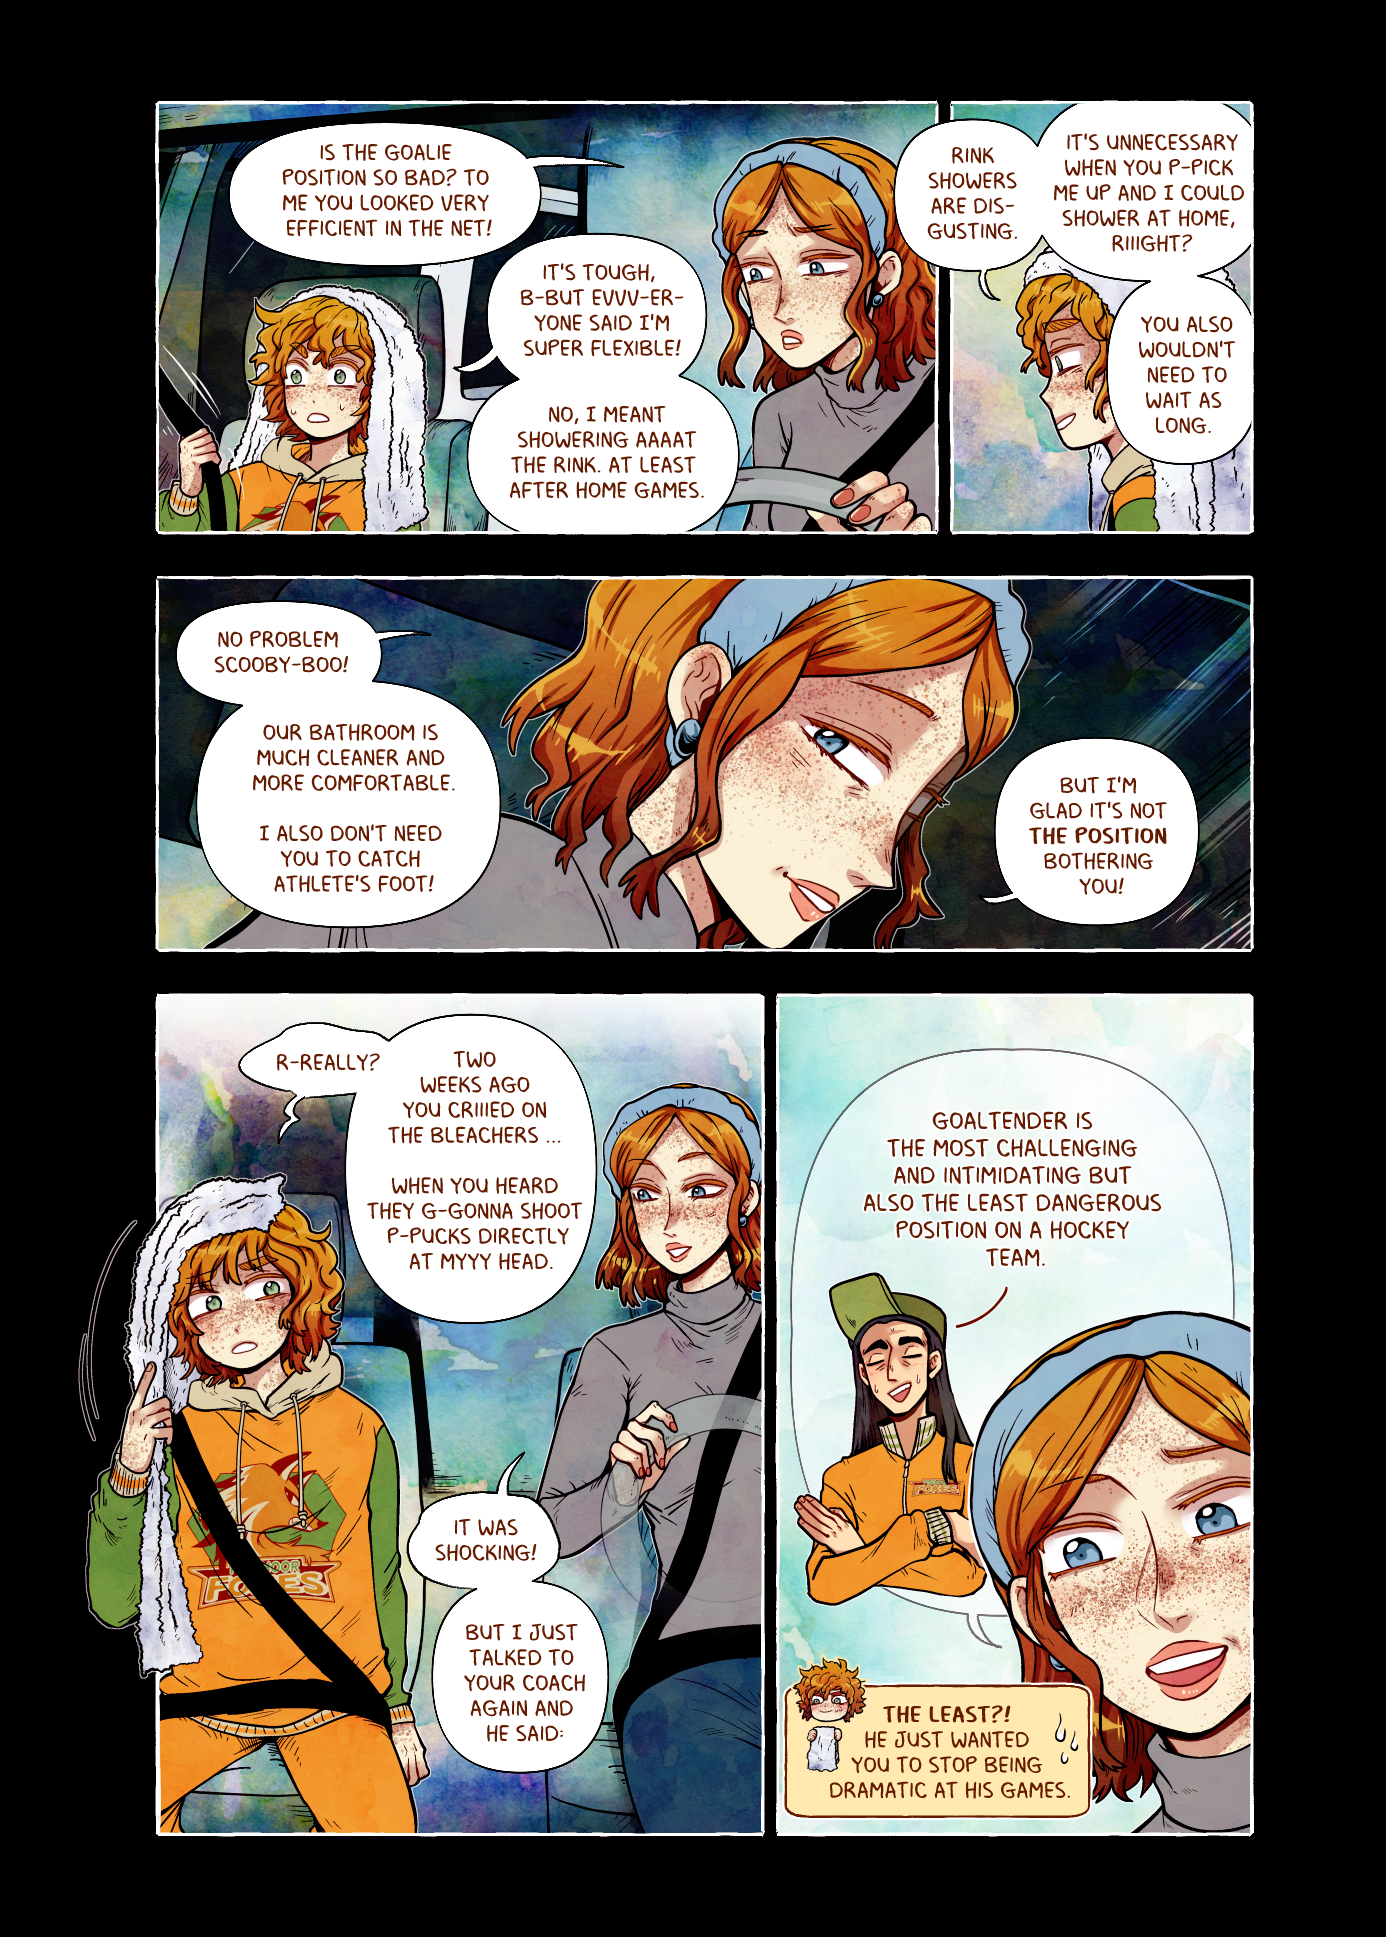 IS THE GOALIE
POSITION SO BAD? TO
ME YOU LOOKED VERY
EFFICIENT IN THE NET!
IT'S TOUGH,
B-BUT EVVV-ER-
YONE SAID I'M
SUPER FLEXIBLE!
NO, I MEANT
SHOWERING AAAAT
THE RINK. AT LEAST
AFTER HOME GAMES.
RINK
SHOWERS
ARE DIS-
GUSTING.
IT'S UNNECESSARY
WHEN YOU P-PICK
ME UP AND I COULD
SHOWER AT HOME,
RIIIGHT?
YOU ALSO
WOULDN'T
NEED TO
WAIT AS
LONG.
NO PROBLEM
SCOOBY-BOO!
OUR BATHROOM IS
MUCH CLEANER AND
MORE COMFORTABLE.
I ALSO DON'T NEED
YOU TO CATCH
ATHLETE'S FOOT!
BUT I'M
GLAD IT'S NOT
THE POSITION
BOTHERING
YOU!
R-REALLY?
TWO
WEEKS AGO
YOU CRIIIED ON
THE BLEACHERS ...
WHEN YOU HEARD
THEY G-GONNA SHOOT
P-PUCKS DIRECTLY
AT MYYY HEAD.
IT WAS
SHOCKING!
BUT I JUST
TALKED TO
YOUR COACH
AGAIN AND
HE SAID:
FOXES
GOALTENDER IS
THE MOST CHALLENGING
AND INTIMIDATING BUT
ALSO THE LEAST DANGEROUS
POSITION ON A HOCKEY
TEAM.
FOXES
THE LEAST?!
HE JUST WANTED
YOU TO STOP BEING
DRAMATIC AT HIS GAMES.